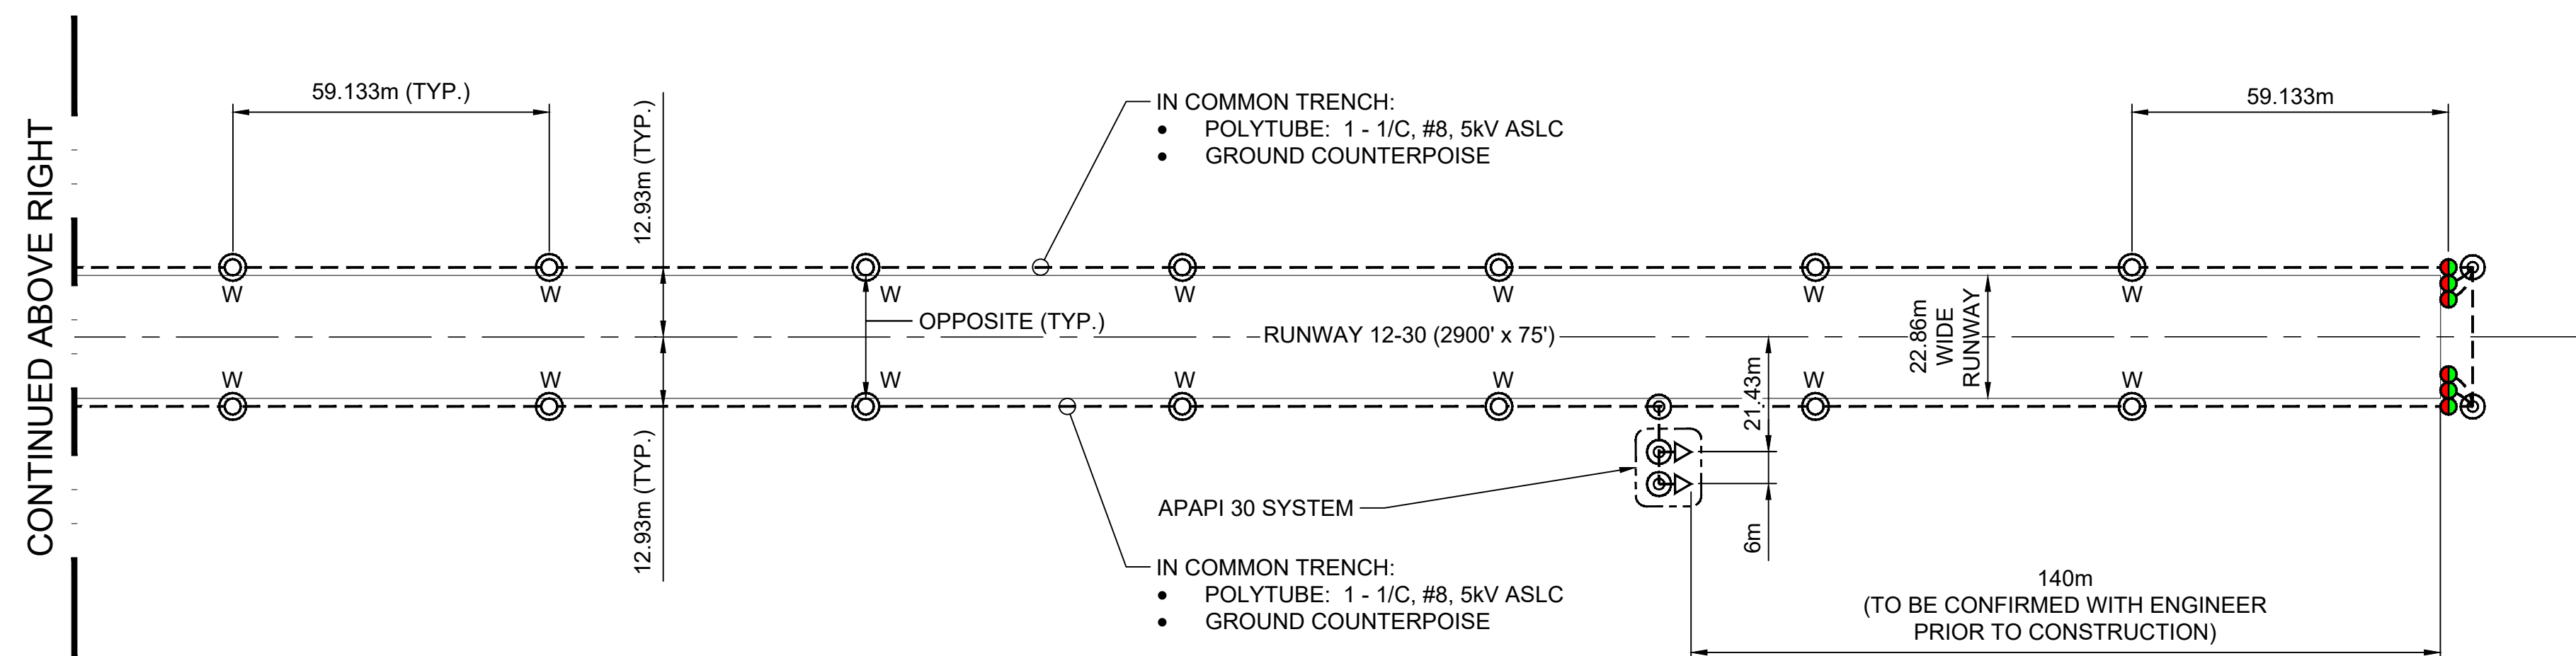 CONTINUED ABOVE RIGHT
59.133m (TYP.)
12.93m (TYP.)
IN COMMON TRENCH:
• POLYTUBE: 1 - 1/C, #8, 5kV ASLC
• GROUND COUNTERPOISE
59.133m
W W W W W W W
OPPOSITE (TYP.)
RUNWAY 12-30 (2900' x 75')
22.86m
WIDE
RUNWAY
W W W W W W W
21.43m
12.93m (TYP.)
APAPI 30 SYSTEM
6m
IN COMMON TRENCH:
• POLYTUBE: 1 - 1/C, #8, 5kV ASLC
• GROUND COUNTERPOISE
140m
(TO BE CONFIRMED WITH ENGINEER
PRIOR TO CONSTRUCTION)